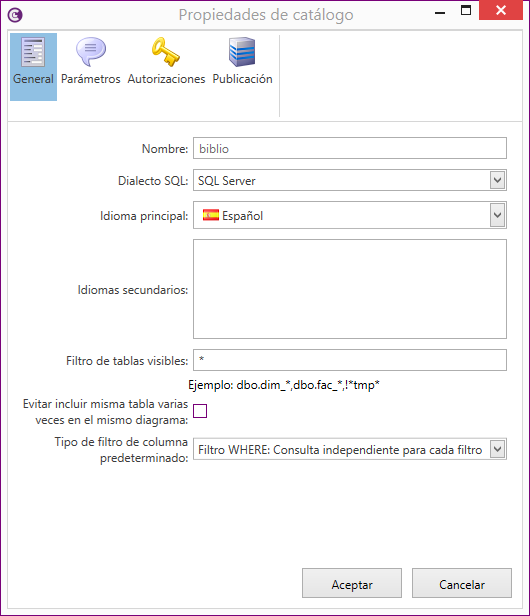 Propiedades de catálogo
General
Parámetros
Autorizaciones
Publicación
Nombre: biblio
Dialecto SQL: SQL Server
Idioma principal: Español
Idiomas secundarios:
Filtro de tablas visibles: *
Ejemplo: dbo.dim_*,dbo.fac_*,!*tmp*
Evitar incluir misma tabla varias
veces en el mismo diagrama:
Tipo de filtro de columna
predeterminado: Filtro WHERE: Consulta independiente para cada filtro
Aceptar
Cancelar